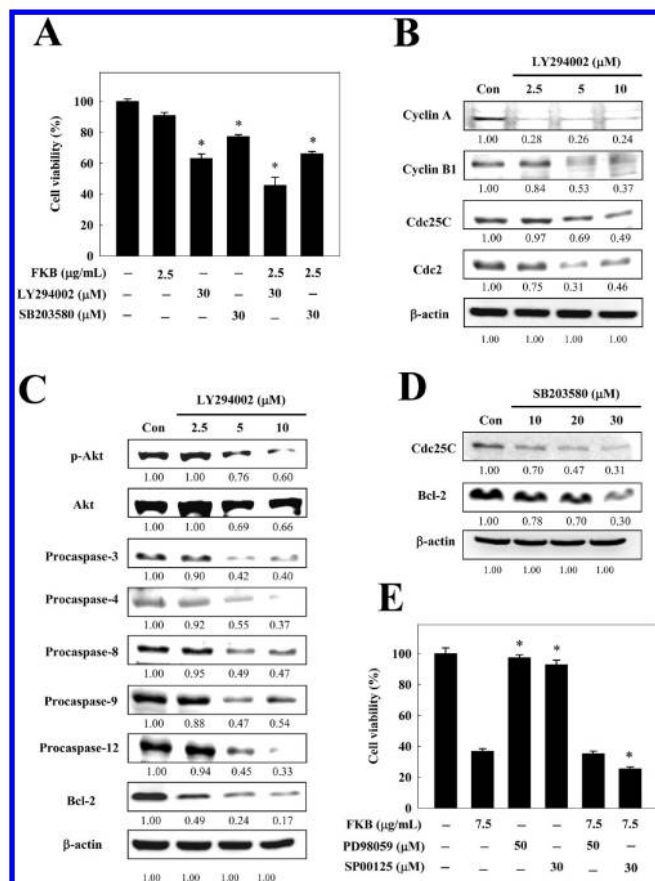 A
Cell viability (%)
120
100
80
60
40
20
0
* * * *
FKB (µg/mL) – 2.5 – – 2.5 2.5
LY294002 (µM) – – 30 – 30 –
SB203580 (µM) – – – 30 – 30
B
LY294002 (µM)
Con 2.5 5 10
Cyclin A
1.00 0.28 0.26 0.24
Cyclin B1
1.00 0.84 0.53 0.37
Cdc25C
1.00 0.97 0.69 0.49
Cdc2
1.00 0.75 0.31 0.46
β-actin
1.00 1.00 1.00 1.00
C
LY294002 (µM)
Con 2.5 5 10
p-Akt
1.00 1.00 0.76 0.60
Akt
1.00 1.00 0.69 0.66
Procaspase-3
1.00 0.90 0.42 0.40
Procaspase-4
1.00 0.92 0.55 0.37
Procaspase-8
1.00 0.95 0.49 0.47
Procaspase-9
1.00 0.88 0.47 0.54
Procaspase-12
1.00 0.94 0.45 0.33
Bcl-2
1.00 0.49 0.24 0.17
β-actin
1.00 1.00 1.00 1.00
D
SB203580 (µM)
Con 10 20 30
Cdc25C
1.00 0.70 0.47 0.31
Bcl-2
1.00 0.78 0.70 0.30
β-actin
1.00 1.00 1.00 1.00
E
Cell viability (%)
100
80
60
40
20
0
* * *
FKB (µg/mL) – 7.5 – – 7.5 7.5
PD98059 (µM) – – 50 – 50 –
SP00125 (µM) – – – 30 – 30